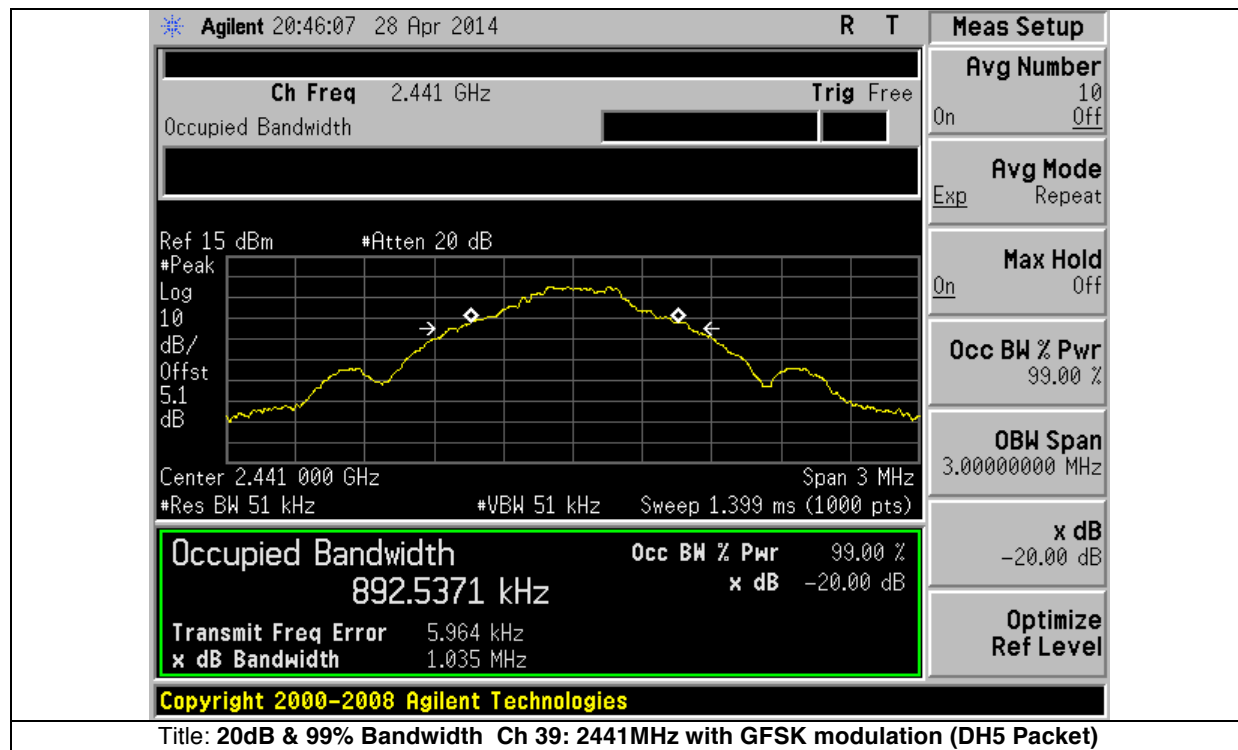 Agilent 20:46:07 28 Apr 2014 R T
Meas Setup
Ch Freq 2.441 GHz Trig Free
Occupied Bandwidth
Avg Number
10
On Off
Avg Mode
Exp Repeat
Max Hold
On Off
Occ BW % Pwr
99.00 %
OBW Span
3.00000000 MHz
x dB
-20.00 dB
Optimize
Ref Level
Ref 15 dBm #Atten 20 dB
#Peak
Log
10
dB/
Offst
5.1
dB
Center 2.441 000 GHz Span 3 MHz
#Res BW 51 kHz #VBW 51 kHz Sweep 1.399 ms (1000 pts)
Occupied Bandwidth Occ BW % Pwr 99.00 %
892.5371 kHz x dB -20.00 dB
Transmit Freq Error 5.964 kHz
x dB Bandwidth 1.035 MHz
Copyright 2000-2008 Agilent Technologies
Title: 20dB & 99% Bandwidth Ch 39: 2441MHz with GFSK modulation (DH5 Packet)